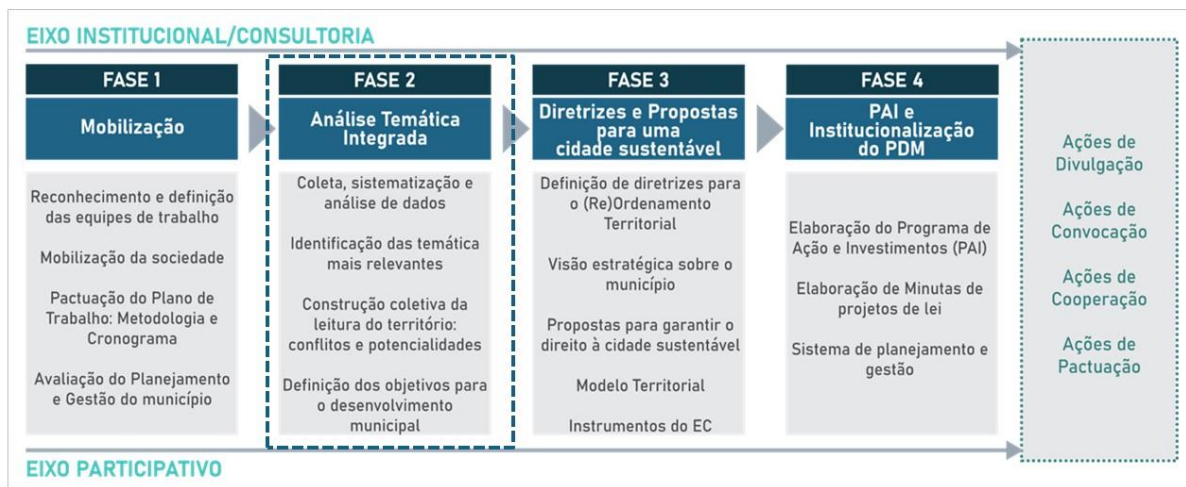 EIXO INSTITUCIONAL/CONSULTORIA
FASE 1
Mobilização
Reconhecimento e definição
das equipes de trabalho
Mobilização da sociedade
Pactuação do Plano de
Trabalho: Metodologia e
Cronograma
Avaliação do Planejamento
e Gestão do município
FASE 2
Análise Temática
Integrada
Coleta, sistematização e
análise de dados
Identificação das temática
mais relevantes
Construção coletiva da
leitura do território:
conflitos e potencialidades
Definição dos objetivos para
o desenvolvimento
municipal
FASE 3
Diretrizes e Propostas
para uma
cidade sustentável
Definição de diretrizes para
o (Re)Ordenamento
Territorial
Visão estratégica sobre o
município
Propostas para garantir o
direito à cidade sustentável
Modelo Territorial
Instrumentos do EC
FASE 4
PAI e
Institucionalização
do PDM
Elaboração do Programa de
Ação e Investimentos (PAI)
Elaboração de Minutas de
projetos de lei
Sistema de planejamento e
gestão
Ações de
Divulgação
Ações de
Convocação
Ações de
Cooperação
Ações de
Pactuação
EIXO PARTICIPATIVO